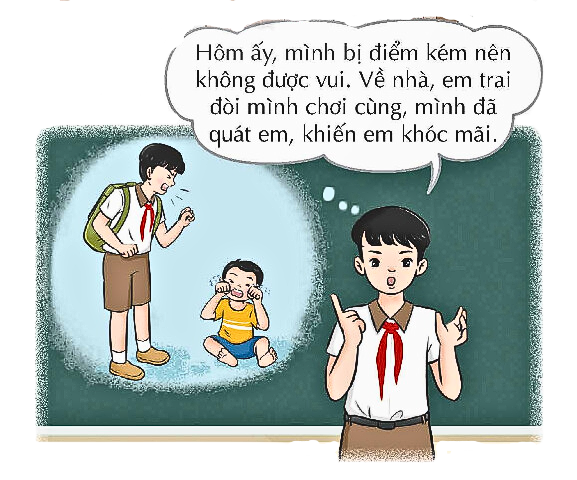 Hôm ấy, mình bị điểm kém nên
không được vui. Về nhà, em trai
đòi mình chơi cùng, mình đã
quát em, khiến em khóc mãi.